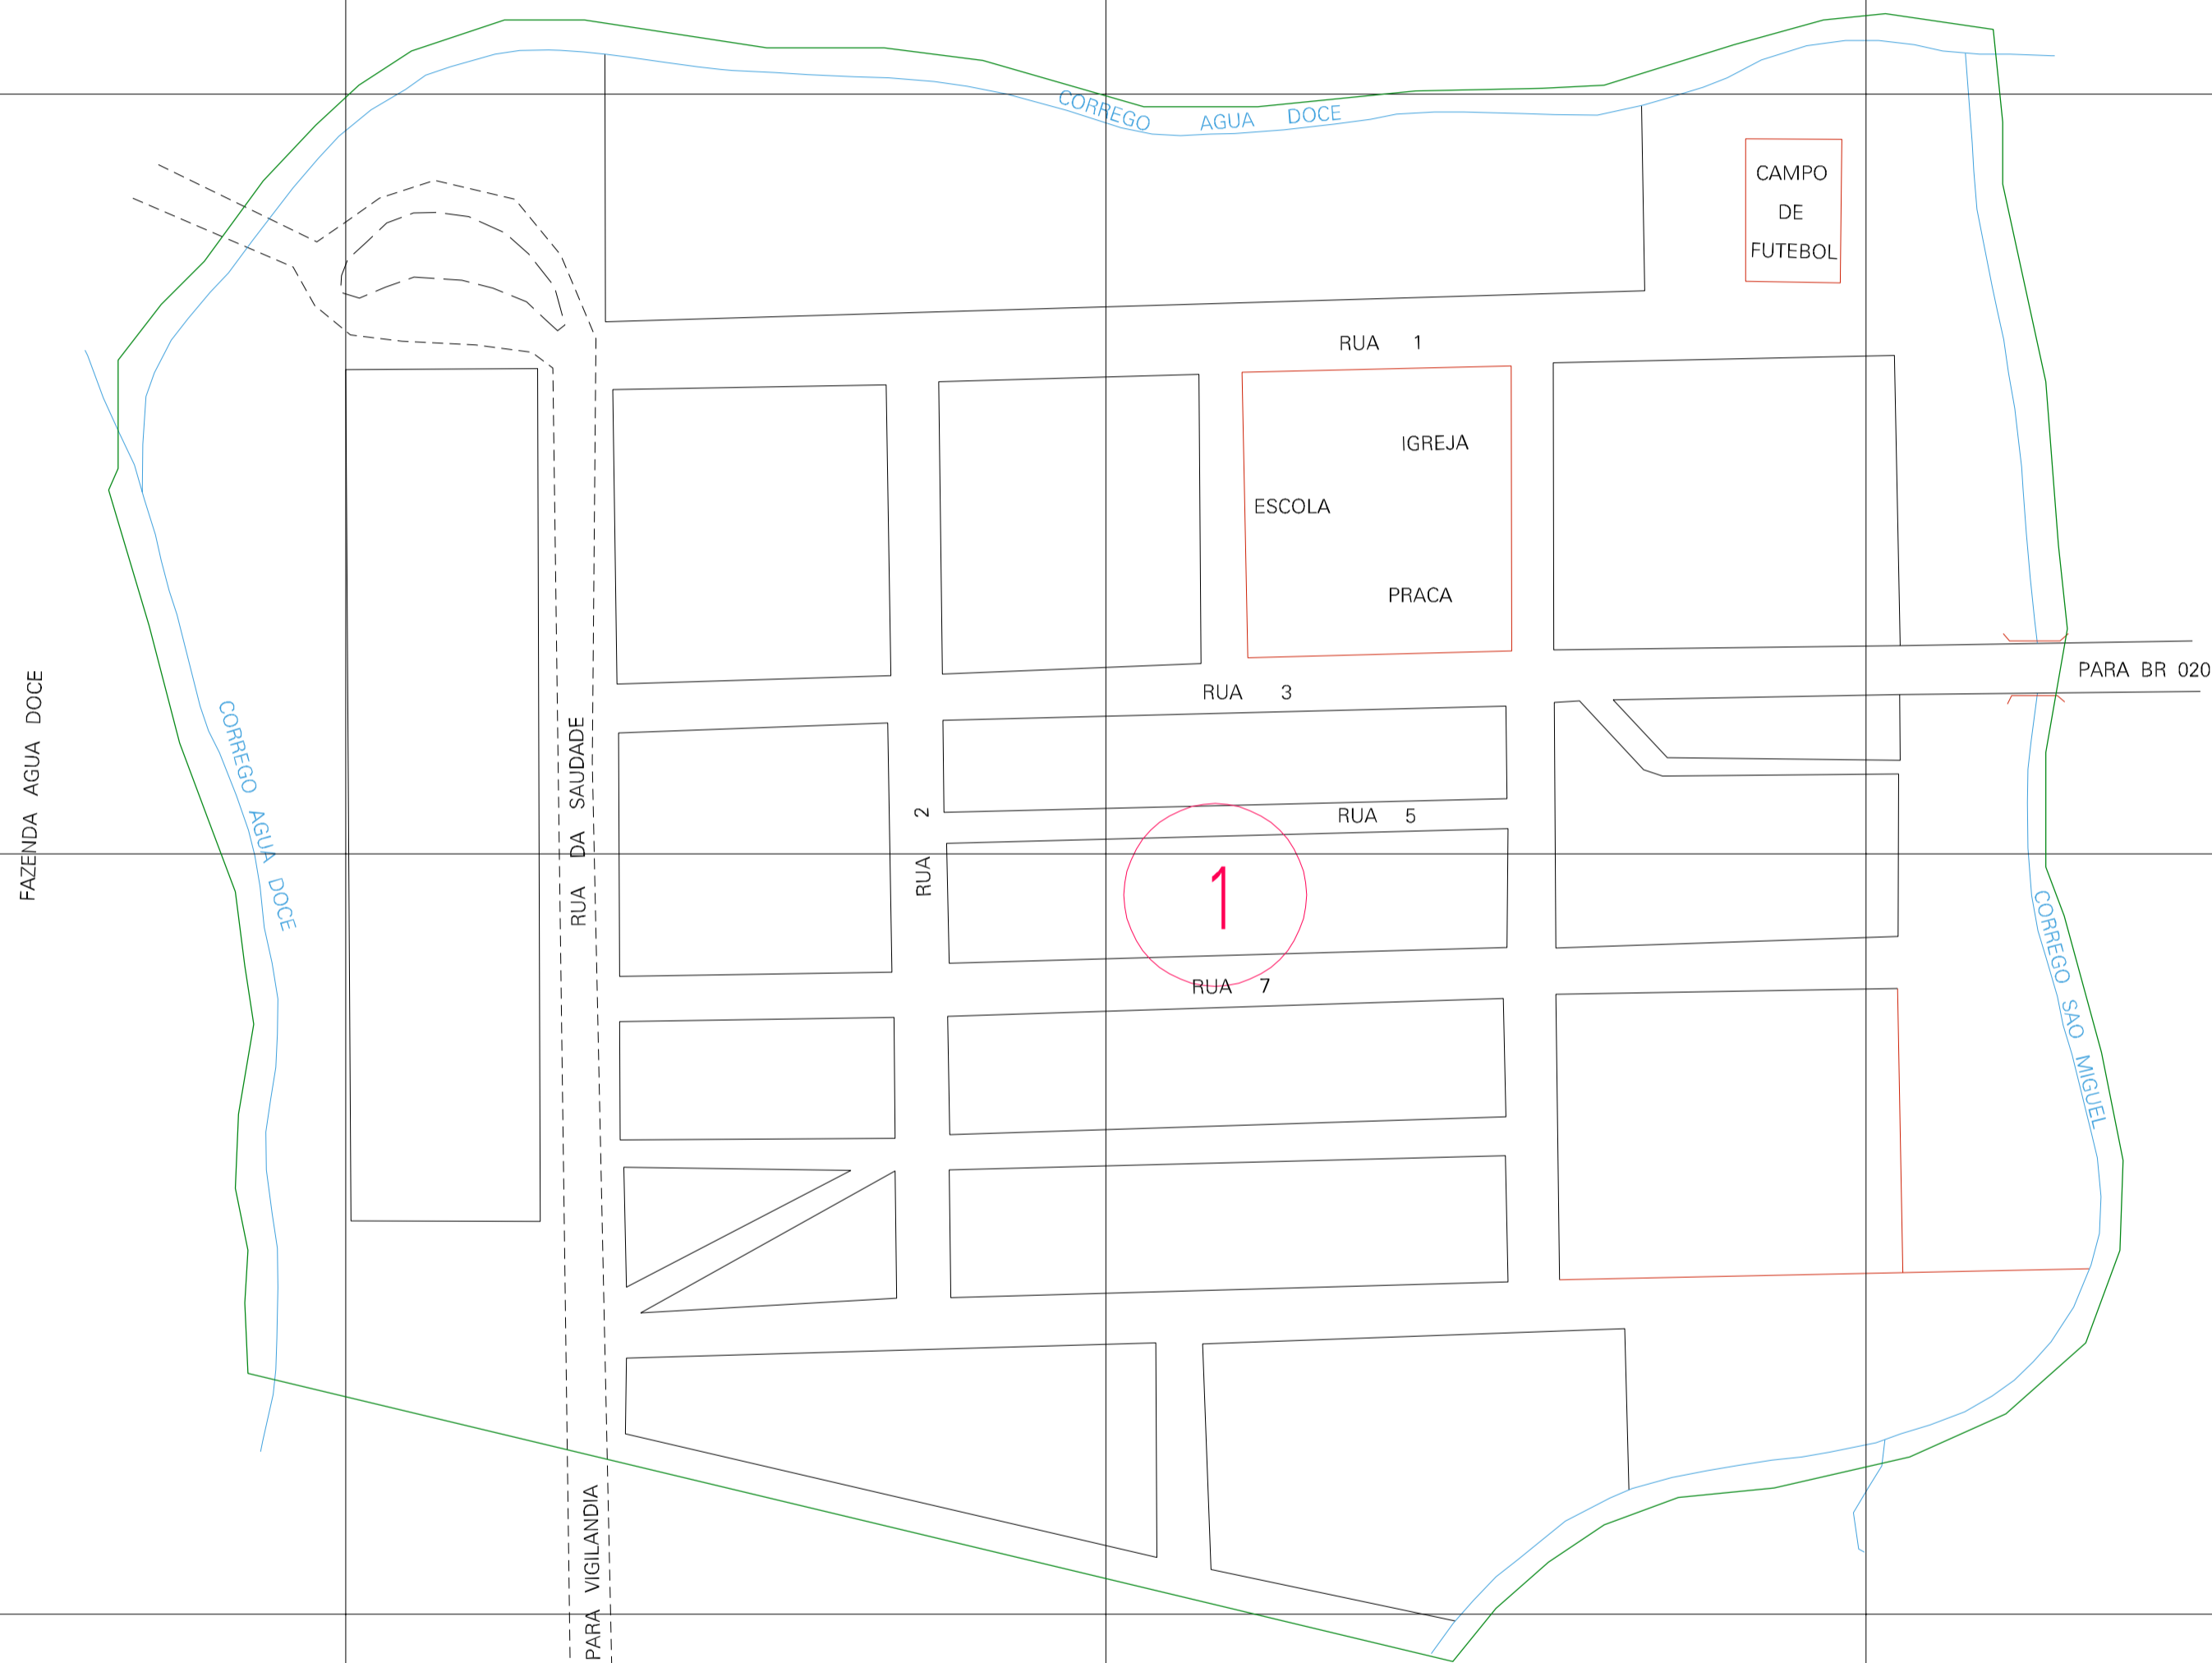 CORREGO AGUA DOCE
CAMPO
DE
FUTEBOL
RUA 1
IGREJA
ESCOLA
PRACA
PARA BR 020
RUA 3
FAZENDA AGUA DOCE
CORREGO AGUA DOCE
RUA DA SAUDADE
RUA 2
RUA 5
1
RUA 7
CORREGO SAO MIGUEL
PARA VIGILANDIA